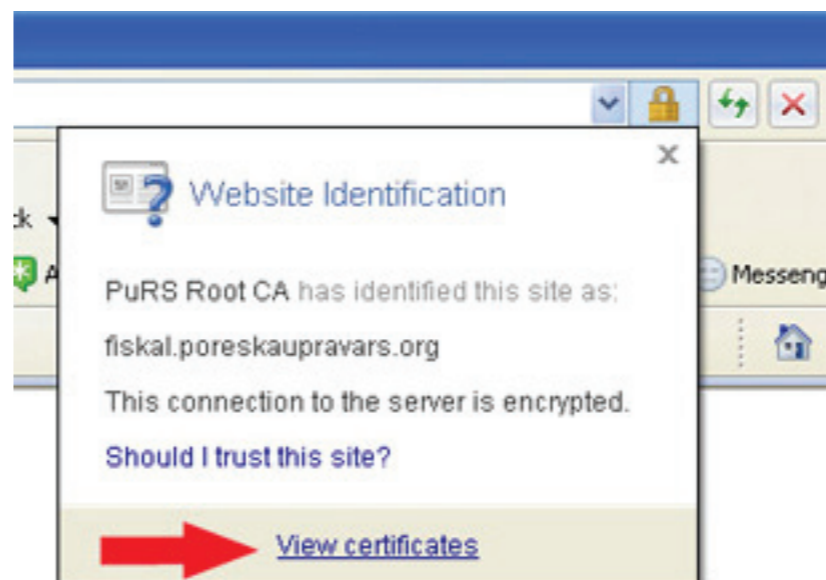 Website Identification
PuRS Root CA has identified this site as:
fiskal.poreskaupravars.org
This connection to the server is encrypted.
Should I trust this site?
View certificates
Messeng